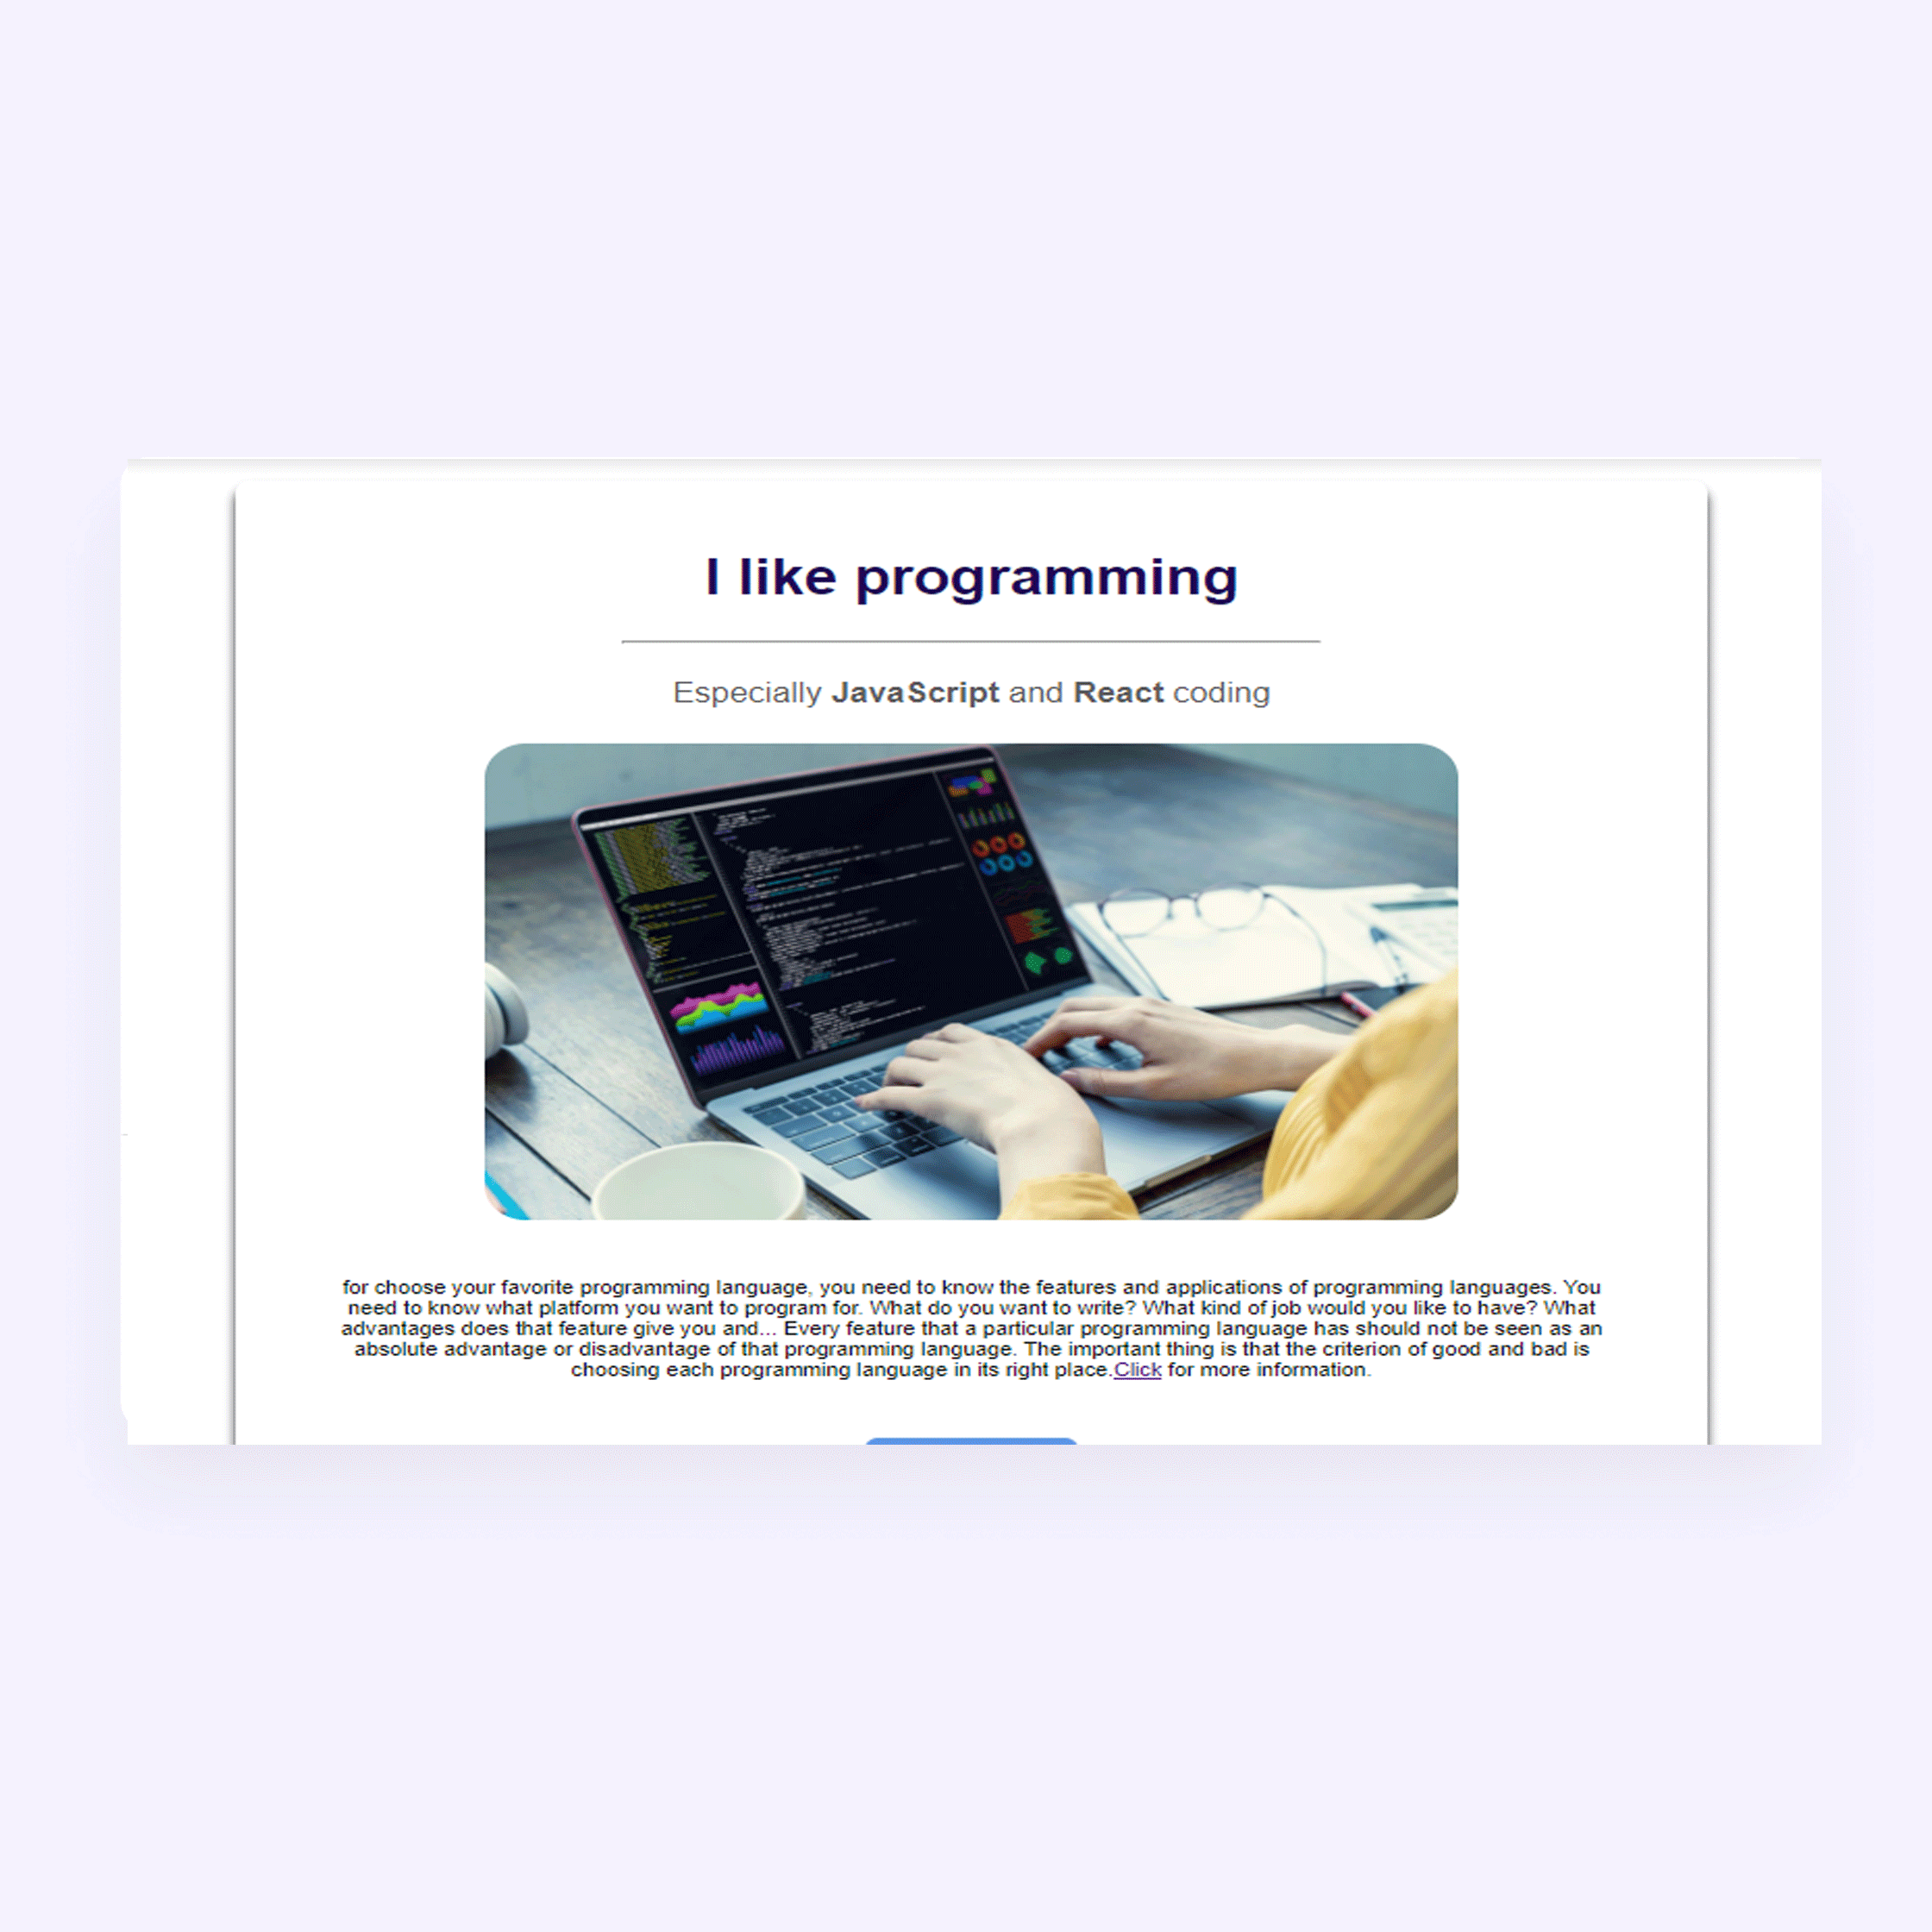 I like programming
Especially JavaScript and React coding
for choose your favorite programming language, you need to know the features and applications of programming languages. You
need to know what platform you want to program for. What do you want to write? What kind of job would you like to have? What
advantages does that feature give you and... Every feature that a particular programming language has should not be seen as an
absolute advantage or disadvantage of that programming language. The important thing is that the criterion of good and bad is
choosing each programming language in its right place.Click for more information.